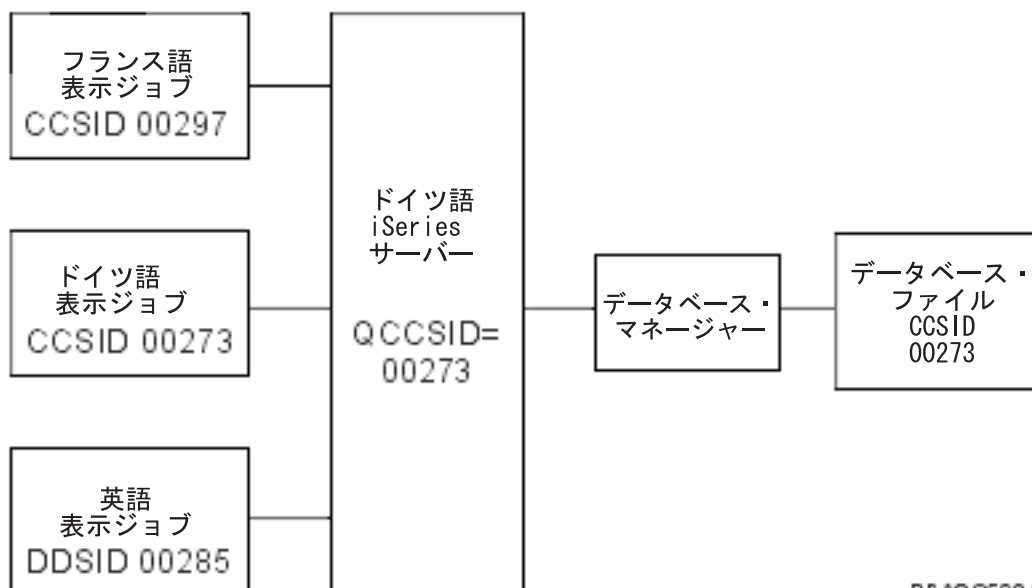 フランス語
表示ジョブ
CCSID 00297
ドイツ語
表示ジョブ
CCSID 00273
英語
表示ジョブ
DDSID 00285
ドイツ語
iSeries
サーバー
QCCSID=
00273
データベース・
マネージャー
データベース・
ファイル
CCSID
00273